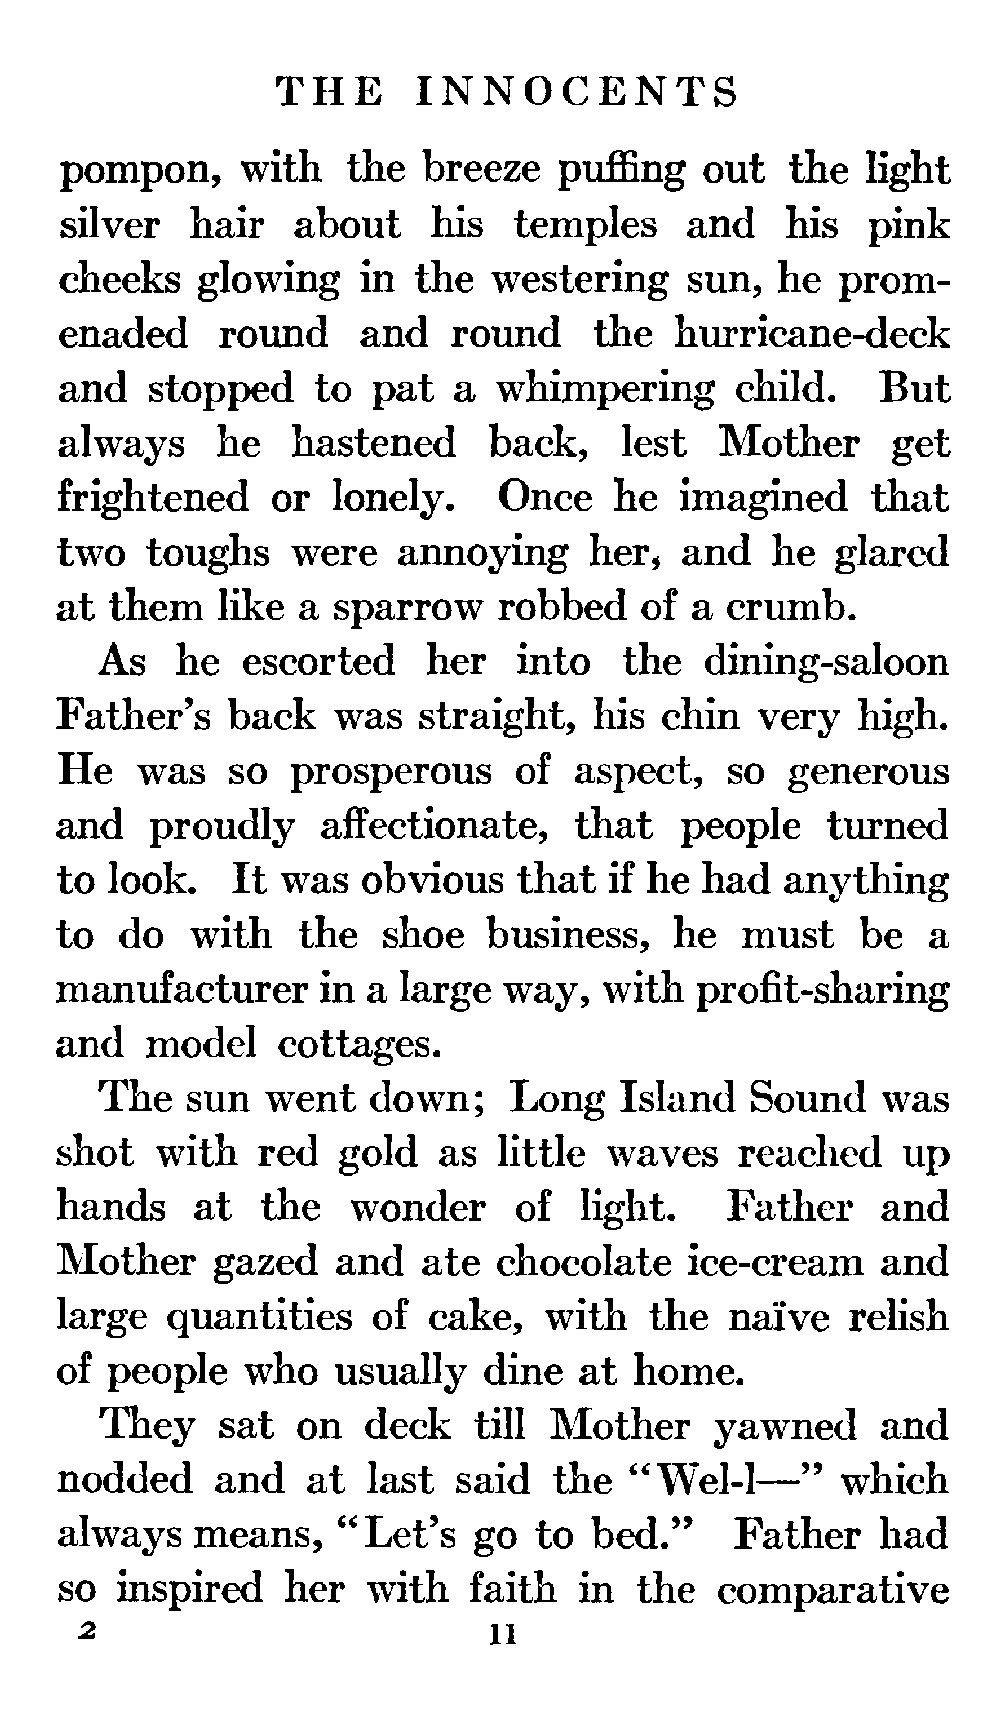 THE INNOCENTS
pompon, with the breeze puffing out the light
silver hair about his temples and his pink
cheeks glowing in the westering sun, he prom-
enaded round and round the hurricane-deck
and stopped to pat a whimpering child. But
always he hastened back, lest Mother get
frightened or lonely. Once he imagined that
two toughs were annoying her, and he glared
at them like a sparrow robbed of a crumb.
As he escorted her into the dining-saloon
Father's back was straight, his chin very high.
He was so prosperous of aspect, so generous
and proudly affectionate, that people turned
to look. It was obvious that if he had anything
to do with the shoe business, he must be a
manufacturer in a large way, with profit-sharing
and model cottages.
The sun went down; Long Island Sound was
shot with red gold as little waves reached up
hands at the wonder of light. Father and
Mother gazed and ate chocolate ice-cream and
large quantities of cake, with the naïve relish
of people who usually dine at home.
They sat on deck till Mother yawned and
nodded and at last said the “Wel-l—” which
always means, “Let's go to bed.” Father had
so inspired her with faith in the comparative
2 11